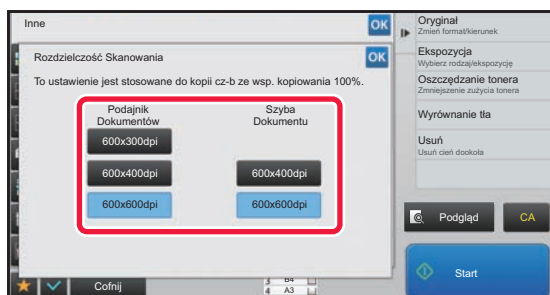 Inne
OK
Rozdzielczość Skanowania
OK
To ustawienie jest stosowane do kopii cz-b ze wsp. kopiowania 100%.
Podajnik
Dokumentów
Szyba
Dokumentu
600x300dpi
600x400dpi
600x400dpi
600x600dpi
600x600dpi
Cofnij
3 B4
4 A3
Oryginał
Zmień format/kierunek
Ekspozycja
Wybierz rodzaj/ekspozycję
Oszczędzanie tonera
Zmniejszenie zużycia tonera
Wyrównanie tła
Usuń
Usuń cień dookoła
Podgląd
CA
Start